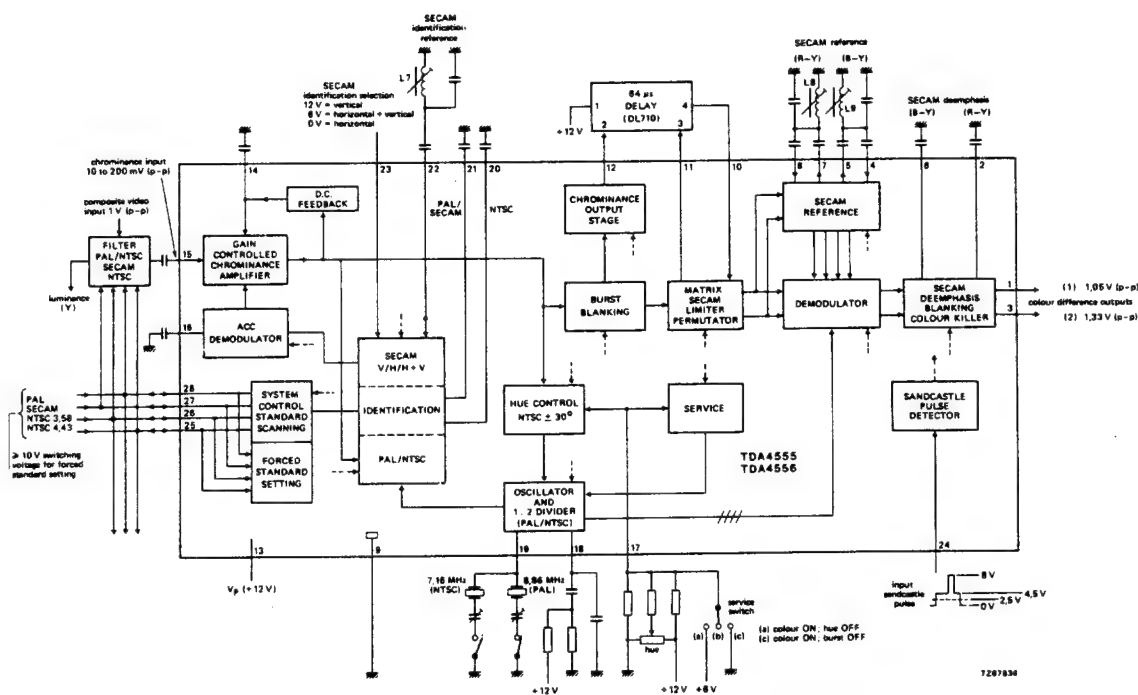 SECAM
identification
reference
L7
SECAM
identification selection
12 V = vertical
6 V = horizontal + vertical
0 V = horizontal
64 µs
DELAY
(DL710)
1
2
4
3
+12 V
SECAM reference
(R-Y)
(B-Y)
L8
L9
SECAM deemphasis
(B-Y)
(R-Y)
chrominance input
10 to 200 mV (p-p)
composite video
input 1 V (p-p)
14
23
22
21
20
12
11
10
8
7
5
4
6
2
D.C.
FEEDBACK
PAL/
SECAM
NTSC
CHROMINANCE
OUTPUT
STAGE
SECAM
REFERENCE
FILTER
PAL/NTSC
SECAM
NTSC
15
GAIN
CONTROLLED
CHROMINANCE
AMPLIFIER
luminance (Y)
BURST
BLANKING
MATRIX
SECAM
LIMITER
PERMUTATOR
DEMODULATOR
SECAM
DEEMPHASIS
BLANKING
COLOUR KILLER
1
3
(1) 1,05 V (p-p)
colour difference outputs
(2) 1,33 V (p-p)
16
ACC
DEMODULATOR
SECAM
V/H/H + V
IDENTIFICATION
PAL/NTSC
HUE CONTROL
NTSC ± 30°
SERVICE
SANDCASTLE
PULSE
DETECTOR
PAL
SECAM
NTSC 3,58
NTSC 4,43
28
27
26
25
SYSTEM
CONTROL
STANDARD
SCANNING
FORCED
STANDARD
SETTING
≥ 10 V switching
voltage for forced
standard setting
TDA4555
TDA4556
OSCILLATOR
AND
1 : 2 DIVIDER
(PAL/NTSC)
13
9
19
18
17
24
Vp (+12 V)
7,16 MHz
(NTSC)
8,86 MHz
(PAL)
+12 V
hue
+12 V
service
switch
(a)
(b)
(c)
+6 V
(a) colour ON; hue OFF
(c) colour ON; burst OFF
input
sandcastle
pulse
8 V
4,5 V
2,5 V
0 V
7Z87834